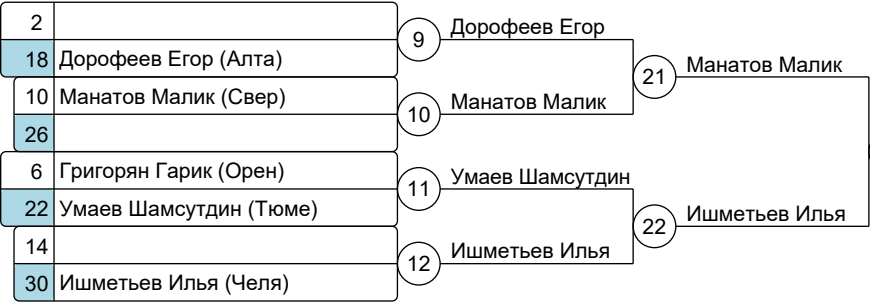 2
18 Дорофеев Егор (Алта)
10 Манатов Малик (Свер)
26
6 Григорян Гарик (Орен)
22 Умаев Шамсутдин (Тюме)
14
30 Ишметьев Илья (Челя)
9 Дорофеев Егор
10 Манатов Малик
11 Умаев Шамсутдин
12 Ишметьев Илья
21 Манатов Малик
22 Ишметьев Илья